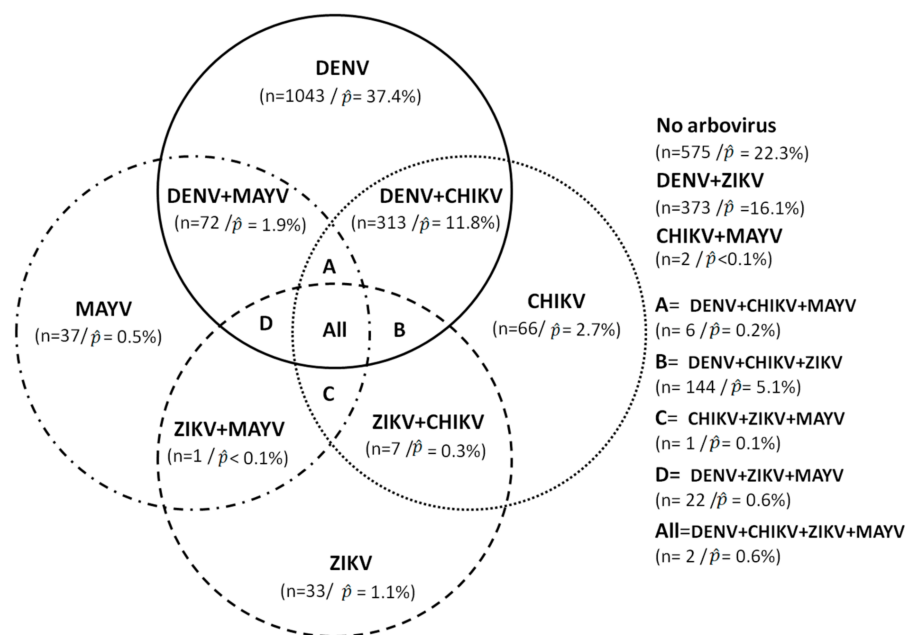 DENV
(n=1043 / p̂= 37.4%)
DENV+MAYV
(n=72 /p̂= 1.9%)
DENV+CHIKV
(n=313 /p̂= 11.8%)
A
MAYV
(n=37/ p̂= 0.5%)
D
All
B
CHIKV
(n=66/ p̂= 2.7%)
C
ZIKV+MAYV
(n=1 / p̂< 0.1%)
ZIKV+CHIKV
(n=7 /p̂= 0.3%)
ZIKV
(n=33/ p̂= 1.1%)
No arbovirus
(n=575 /p̂ = 22.3%)
DENV+ZIKV
(n=373 /p̂ =16.1%)
CHIKV+MAYV
(n=2 / p̂<0.1%)
A= DENV+CHIKV+MAYV
(n= 6 /p̂= 0.2%)
B= DENV+CHIKV+ZIKV
(n= 144 / p̂= 5.1%)
C= CHIKV+ZIKV+MAYV
(n= 1 /p̂= 0.1%)
D= DENV+ZIKV+MAYV
(n= 22 /p̂ = 0.6%)
All=DENV+CHIKV+ZIKV+MAYV
(n= 2 / p̂= 0.6%)